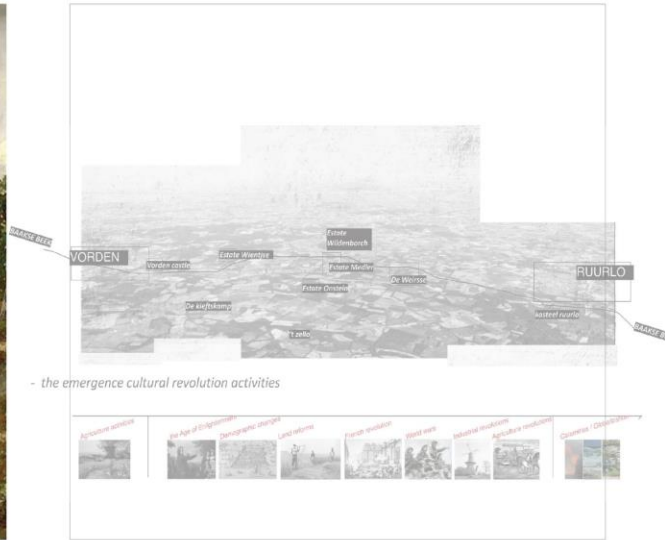 BAAKSE BEEK
VORDEN
Vorden castle
Estate Wientjse
Estate
Wildenborch
Estate Medler
Estate Onstein
De Wiersse
De kieftskamp
't zelle
RUURLO
kasteel ruurlo
BAAKSE B
- the emergence cultural revolution activities
Agriculture activities
the Age of Enlightenment
Demographic changes
Land reforms
French revolution
World wars
Industrial revolutions
Agriculture revolutions